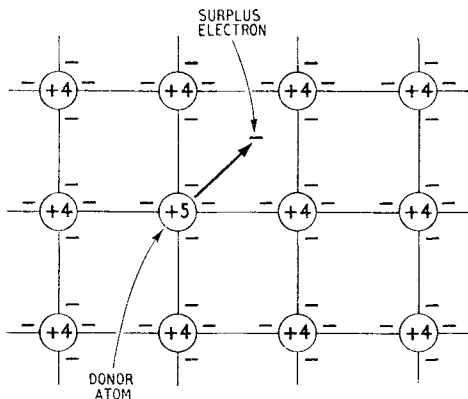 SURPLUS
ELECTRON
+4 +4 +4 +4
+4 +5 +4 +4
+4 +4 +4 +4
DONOR
ATOM